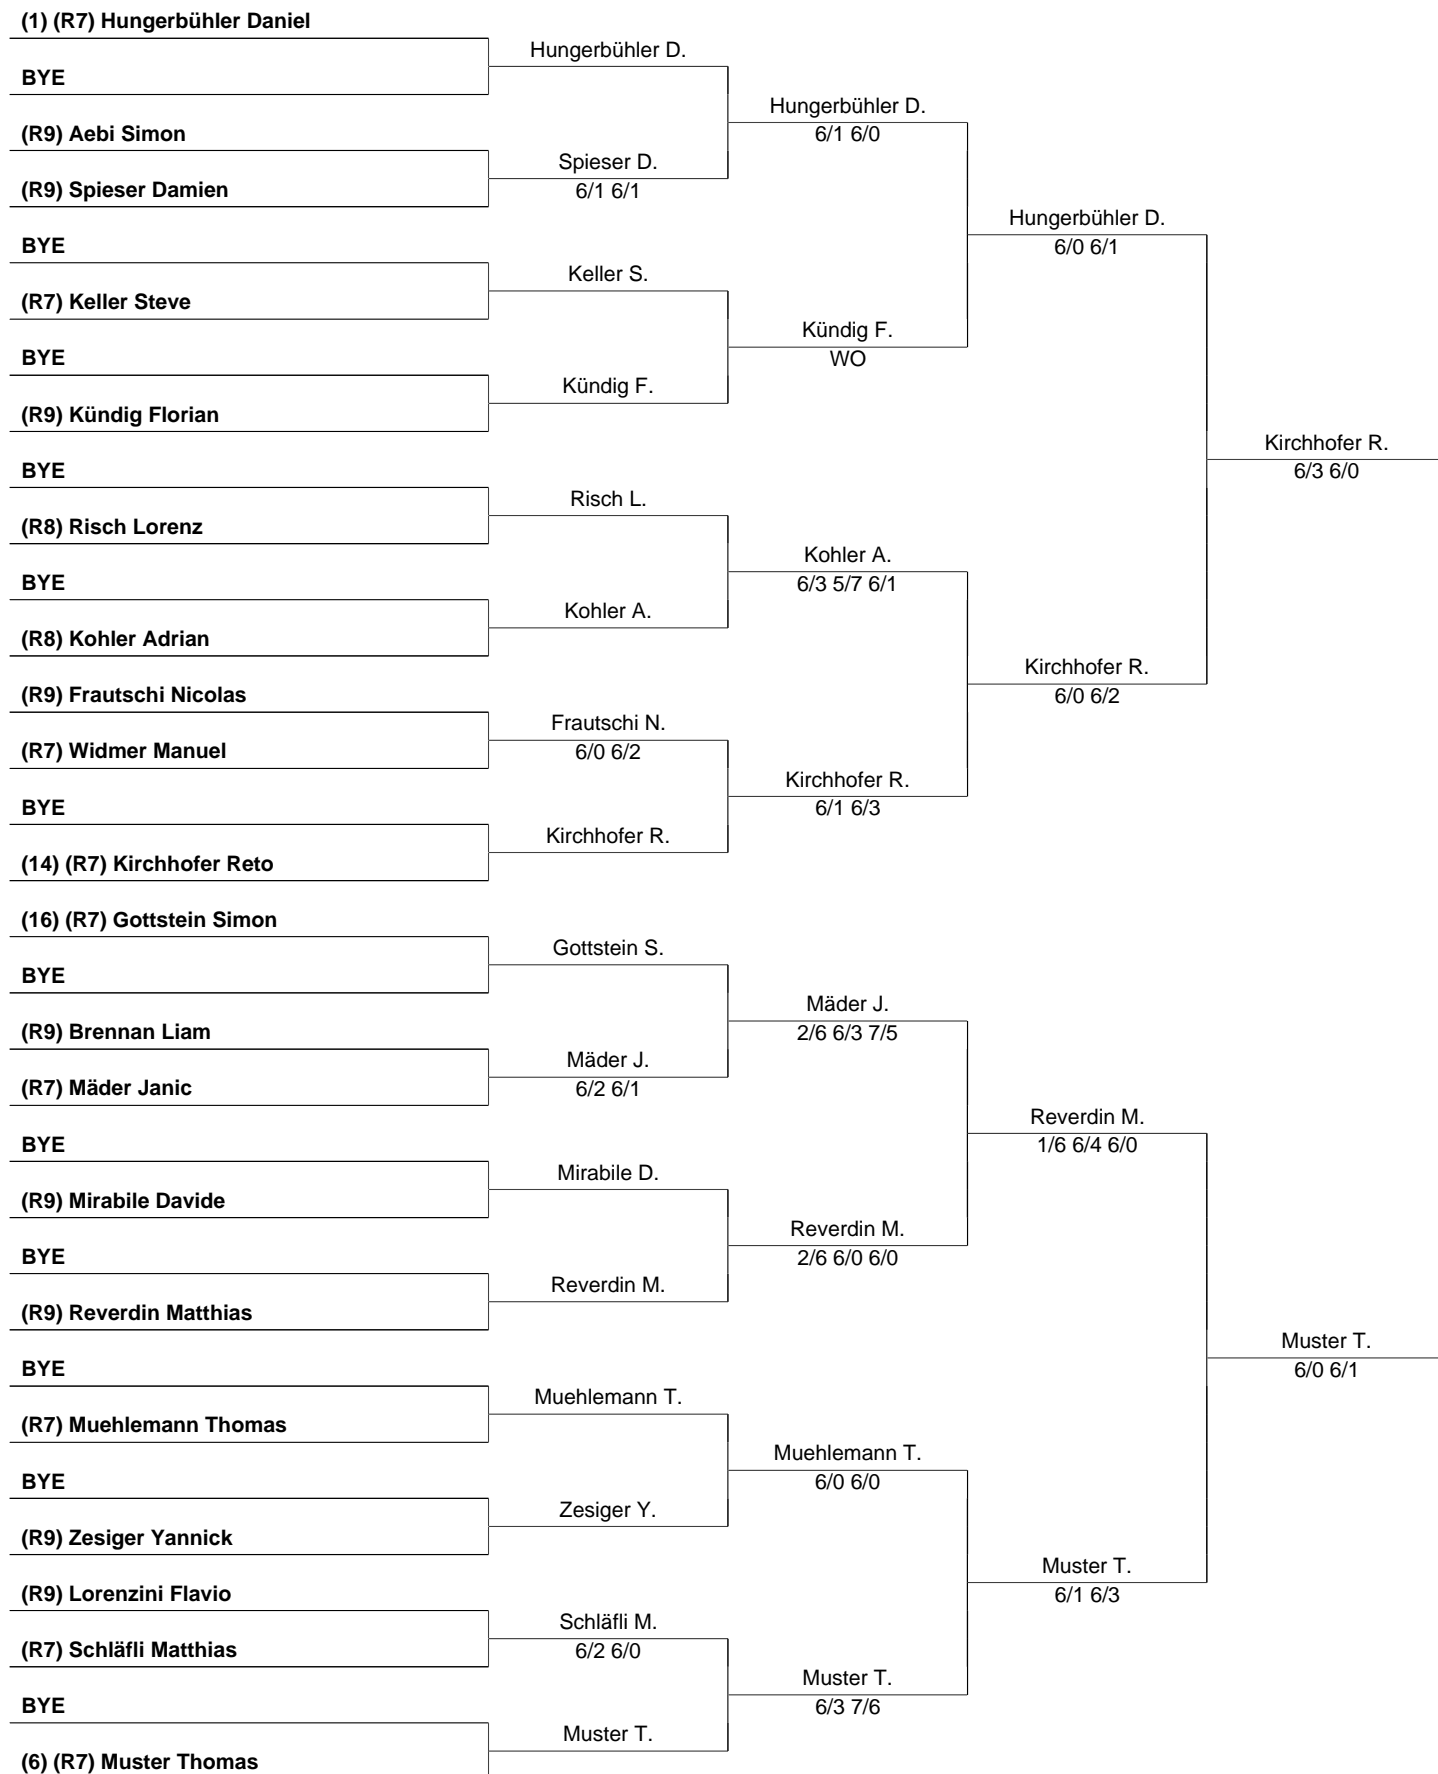 (1) (R7) Hungerbühler Daniel
BYE
(R9) Aebi Simon
(R9) Spieser Damien
BYE
(R7) Keller Steve
BYE
(R9) Kündig Florian
BYE
(R8) Risch Lorenz
BYE
(R8) Kohler Adrian
(R9) Frautschi Nicolas
(R7) Widmer Manuel
BYE
(14) (R7) Kirchhofer Reto
(16) (R7) Gottstein Simon
BYE
(R9) Brennan Liam
(R7) Mäder Janic
BYE
(R9) Mirabile Davide
BYE
(R9) Reverdin Matthias
BYE
(R7) Muehlemann Thomas
BYE
(R9) Zesiger Yannick
(R9) Lorenzini Flavio
(R7) Schläfli Matthias
BYE
(6) (R7) Muster Thomas
Hungerbühler D.
Spieser D.
6/1 6/1
Keller S.
Kündig F.
Risch L.
Kohler A.
Frautschi N.
6/0 6/2
Kirchhofer R.
Gottstein S.
Mäder J.
6/2 6/1
Mirabile D.
Reverdin M.
Muehlemann T.
Zesiger Y.
Schläfli M.
6/2 6/0
Muster T.
Hungerbühler D.
6/1 6/0
Kündig F.
WO
Kohler A.
6/3 5/7 6/1
Kirchhofer R.
6/1 6/3
Mäder J.
2/6 6/3 7/5
Reverdin M.
2/6 6/0 6/0
Muehlemann T.
6/0 6/0
Muster T.
6/3 7/6
Hungerbühler D.
6/0 6/1
Kirchhofer R.
6/0 6/2
Reverdin M.
1/6 6/4 6/0
Muster T.
6/1 6/3
Kirchhofer R.
6/3 6/0
Muster T.
6/0 6/1